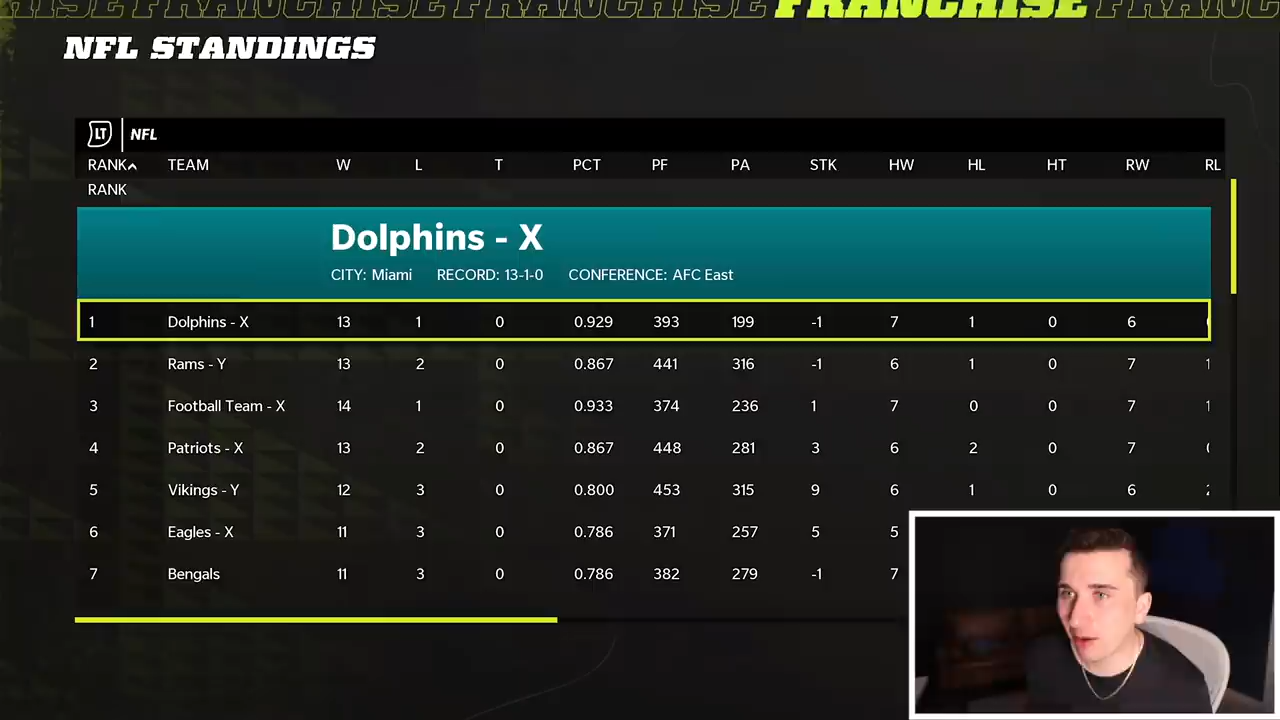 FRANCHISE FRANCHISE FRANCHISE
NFL STANDINGS
LT NFL
RANK TEAM W L T PCT PF PA STK HW HL HT RW RL
RANK
Dolphins - X
CITY: Miami RECORD: 13-1-0 CONFERENCE: AFC East
1 Dolphins - X 13 1 0 0.929 393 199 -1 7 1 0 6
2 Rams - Y 13 2 0 0.867 441 316 -1 6 1 0 7 1
3 Football Team - X 14 1 0 0.933 374 236 1 7 0 0 7 1
4 Patriots - X 13 2 0 0.867 448 281 3 6 2 0 7
5 Vikings - Y 12 3 0 0.800 453 315 9 6 1 0 6
6 Eagles - X 11 3 0 0.786 371 257 5 5
7 Bengals 11 3 0 0.786 382 279 -1 7